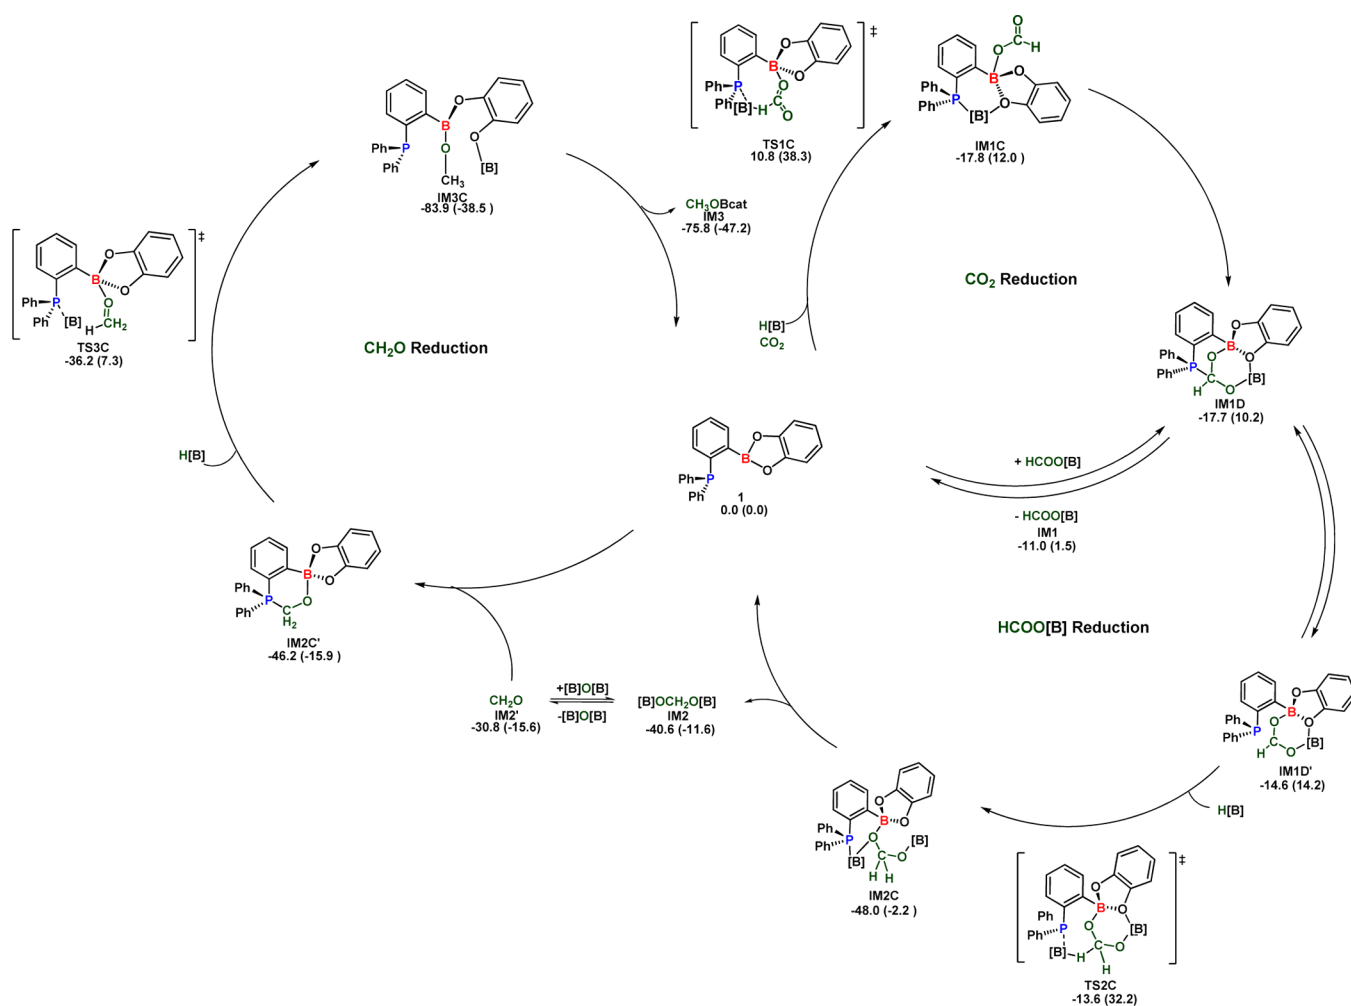 TS1C
10.8 (38.3)
IM1C
-17.8 (12.0 )
IM3C
-83.9 (-38.5 )
CH3OBcat
IM3
-75.8 (-47.2)
TS3C
-36.2 (7.3)
CH2O Reduction
CO2 Reduction
H[B]
CO2
IM1D
-17.7 (10.2)
H[B]
1
0.0 (0.0)
+ HCOO[B]
- HCOO[B]
IM1
-11.0 (1.5)
IM2C'
-46.2 (-15.9 )
HCOO[B] Reduction
CH2O
IM2'
-30.8 (-15.6)
+[B]O[B]
-[B]O[B]
[B]OCH2O[B]
IM2
-40.6 (-11.6)
IM1D'
-14.6 (14.2)
H[B]
IM2C
-48.0 (-2.2 )
TS2C
-13.6 (32.2)